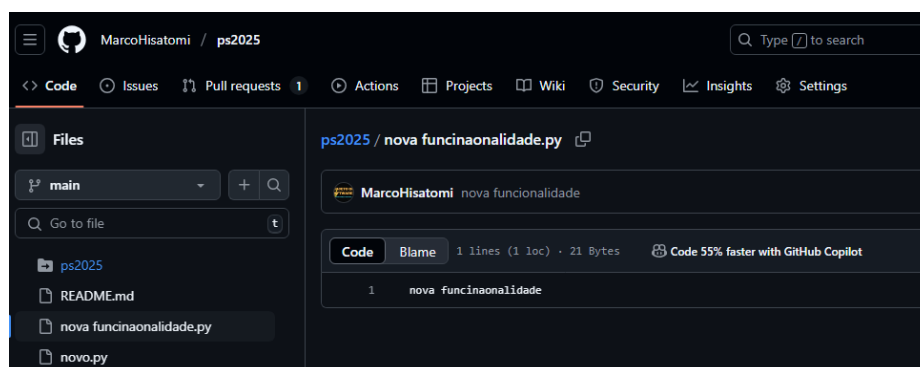 MarcoHisatomi / ps2025
Type / to search
<> Code Issues Pull requests 1 Actions Projects Wiki Security Insights Settings
Files
ps2025 / nova funcinaonalidade.py
main
MarcoHisatomi nova funcionalidade
Go to file t
Code Blame 1 lines (1 loc) · 21 Bytes Code 55% faster with GitHub Copilot
ps2025
1 nova funcinaonalidade
README.md
nova funcinaonalidade.py
novo.py